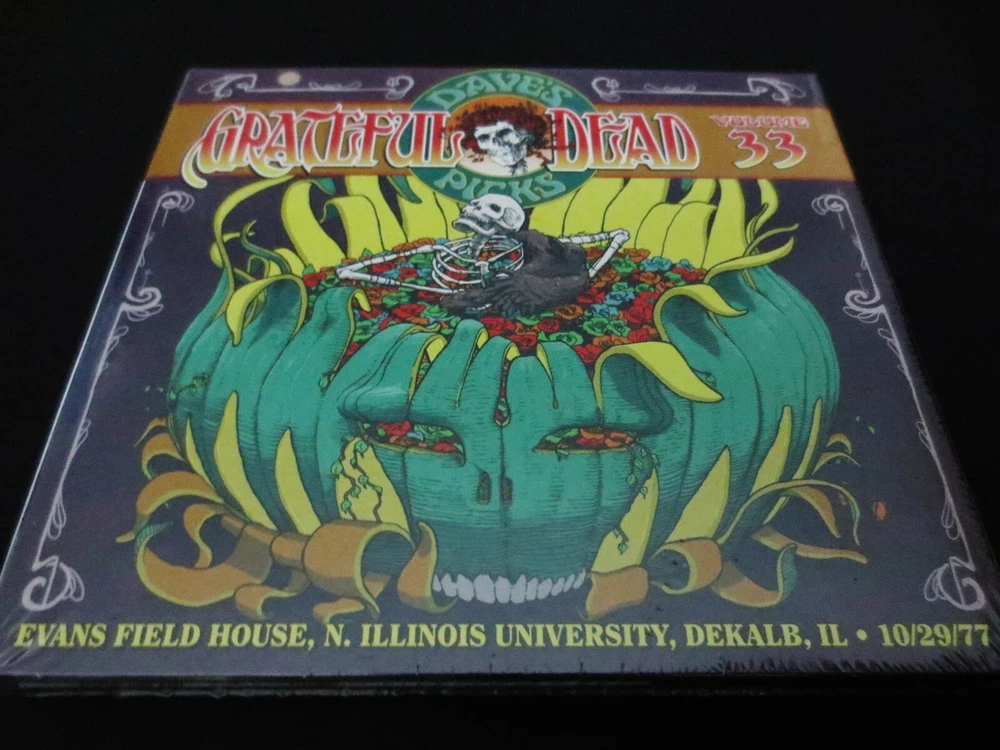 DAVE'S
GRATEFUL DEAD
PICKS
VOLUME
33
EVANS FIELD HOUSE, N. ILLINOIS UNIVERSITY, DEKALB, IL • 10/29/77